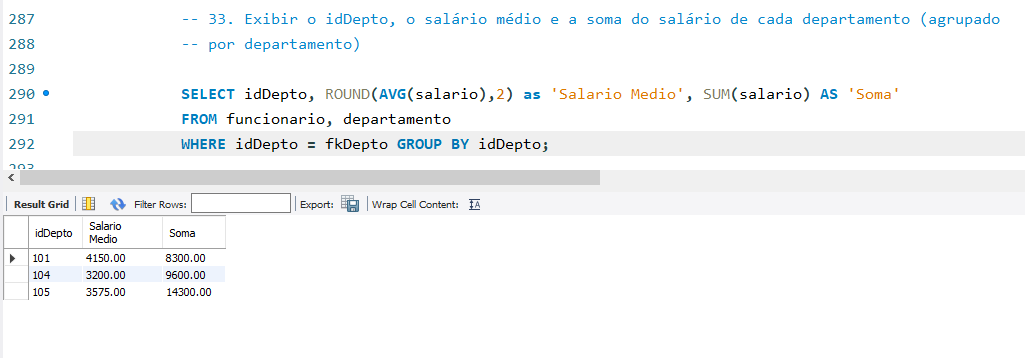 287 -- 33. Exibir o idDepto, o salário médio e a soma do salário de cada departamento (agrupado
288 -- por departamento)
289
290 SELECT idDepto, ROUND(AVG(salario),2) as 'Salario Medio', SUM(salario) AS 'Soma'
291 FROM funcionario, departamento
292 WHERE idDepto = fkDepto GROUP BY idDepto;
293
Result Grid Filter Rows: Export: Wrap Cell Content:
idDepto Salario Medio Soma
101 4150.00 8300.00
104 3200.00 9600.00
105 3575.00 14300.00